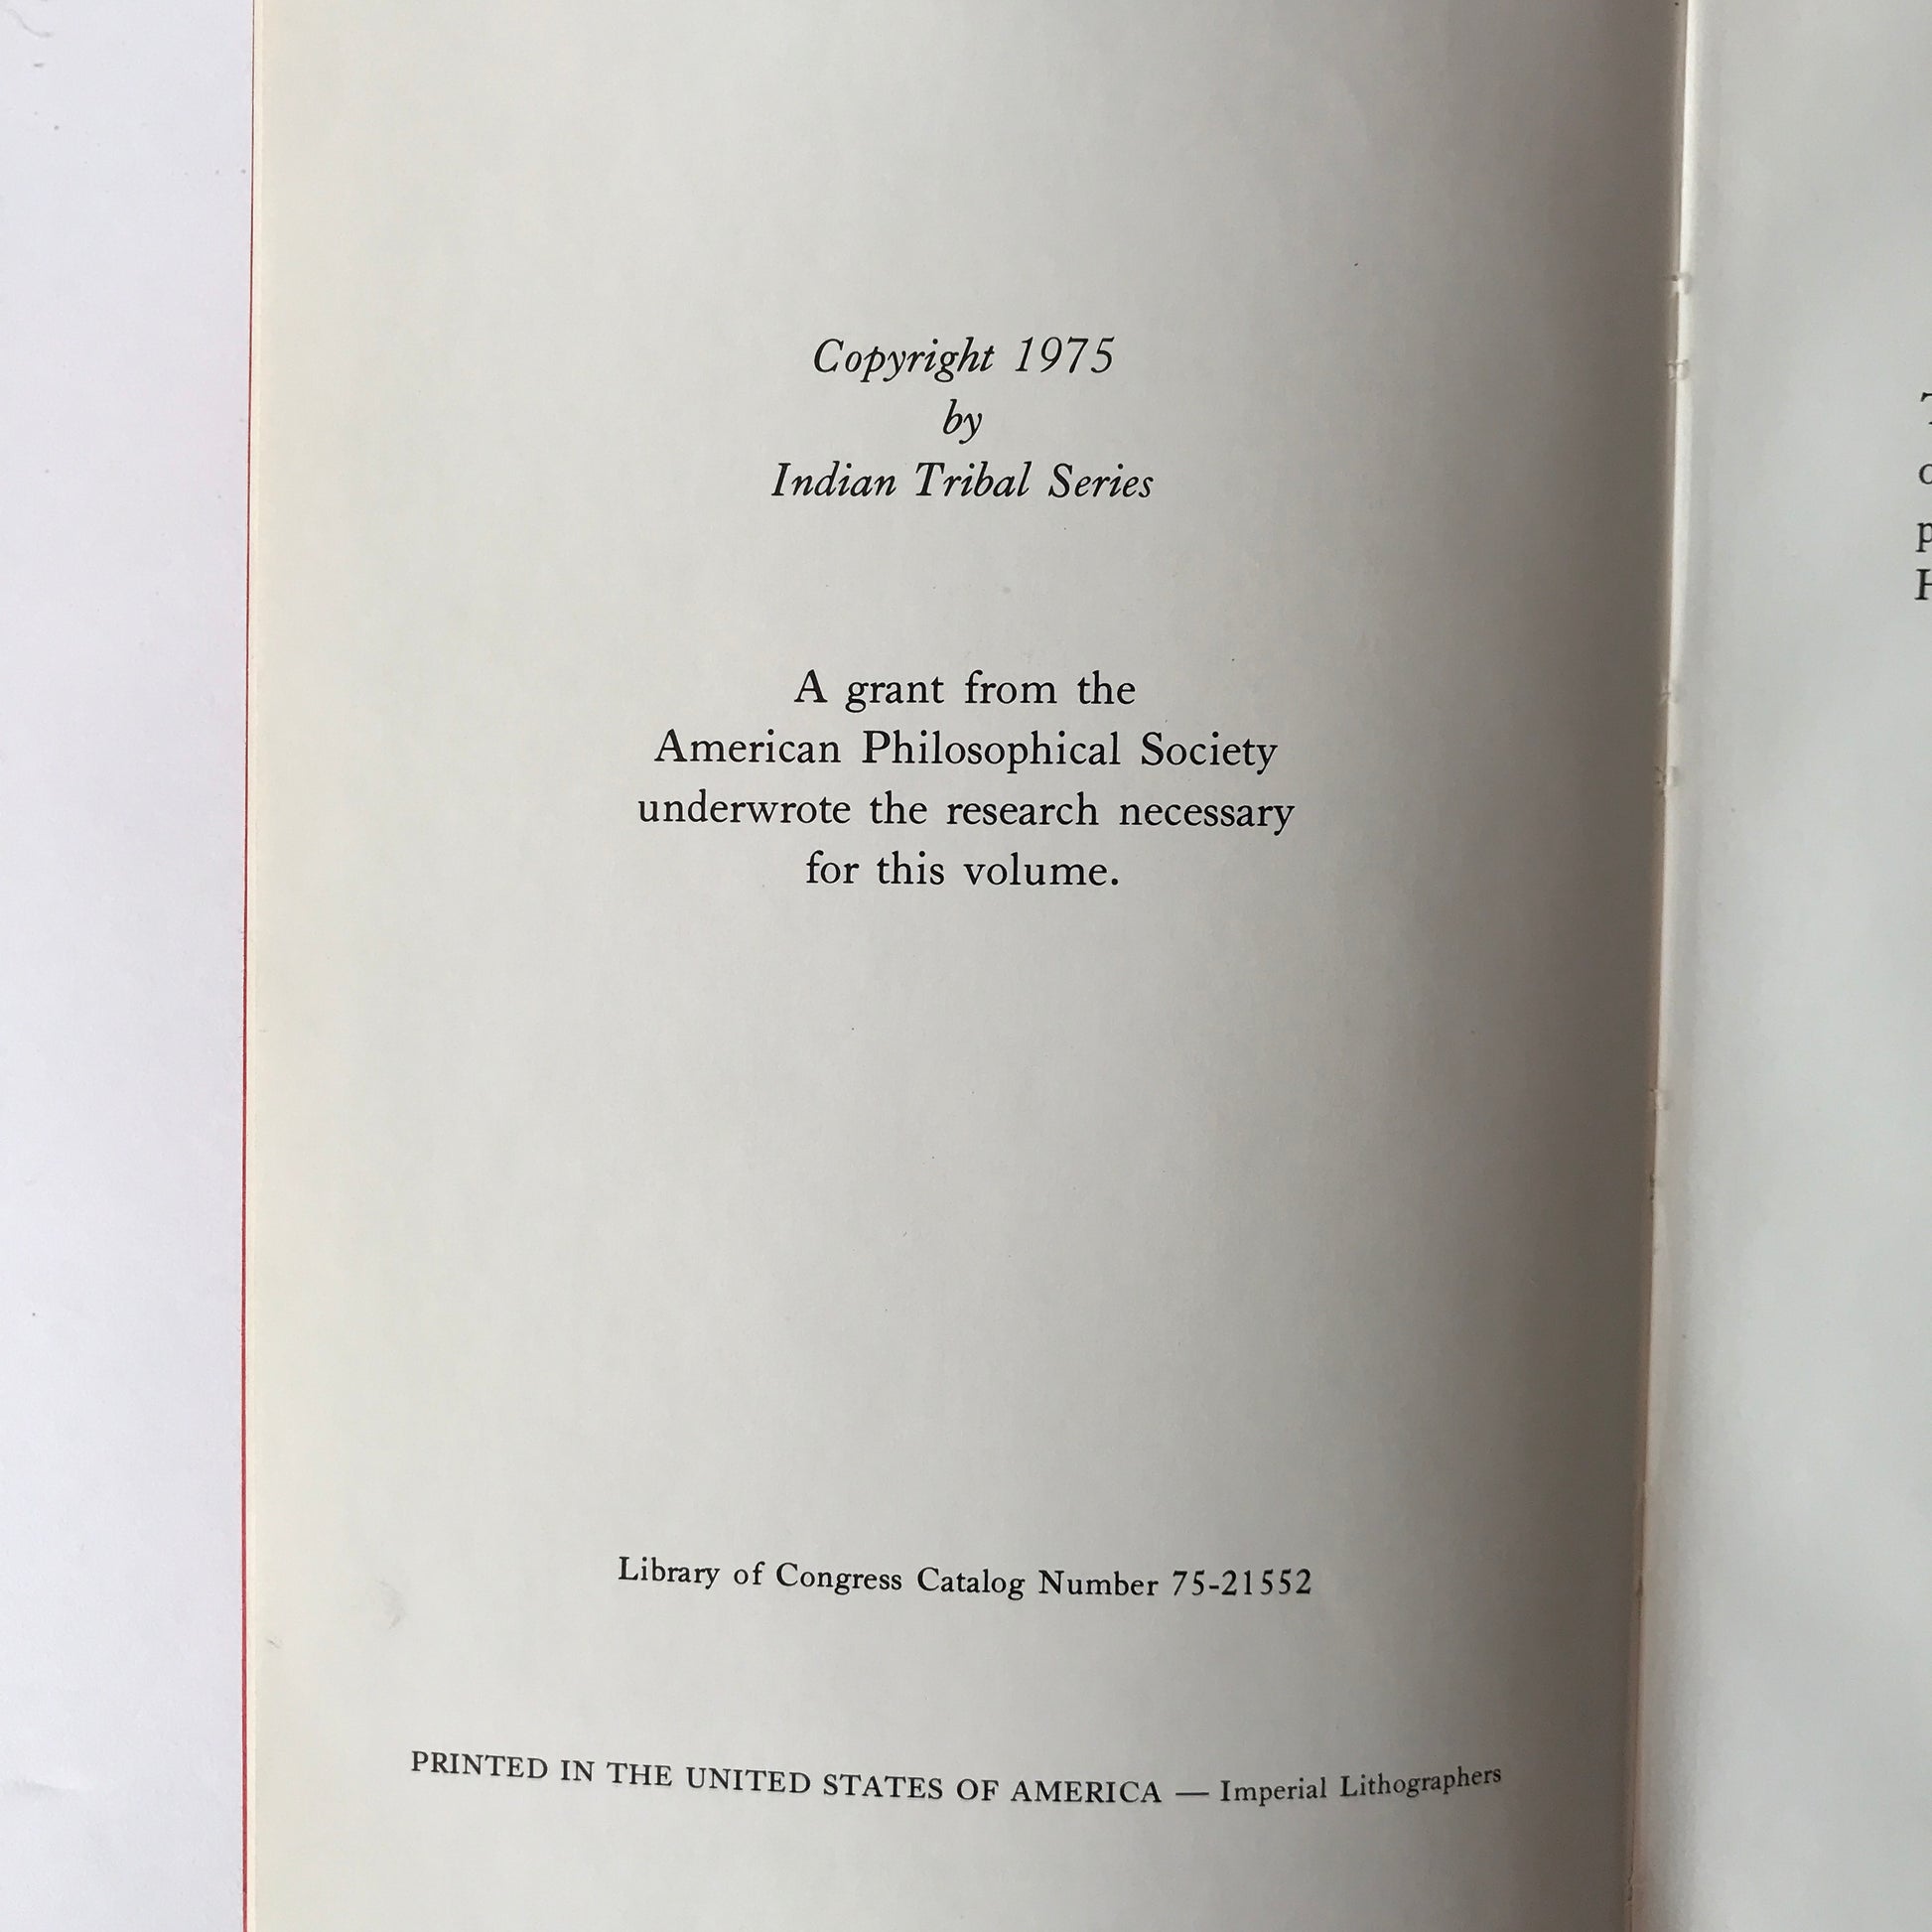 Copyright 1975
by
Indian Tribal Series
A grant from the
American Philosophical Society
underwrote the research necessary
for this volume.
Library of Congress Catalog Number 75-21552
PRINTED IN THE UNITED STATES OF AMERICA — Imperial Lithographers